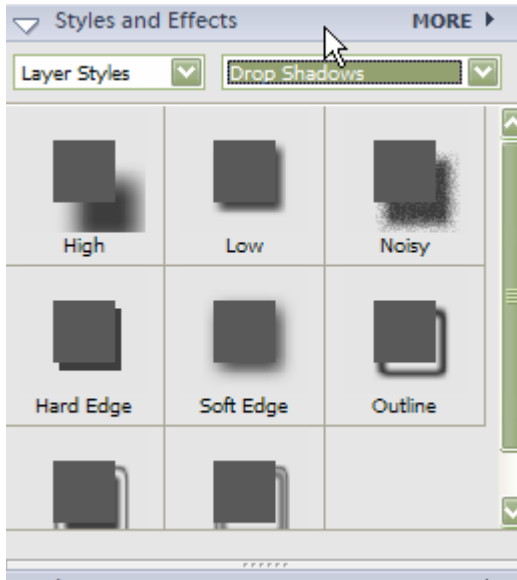 Styles and Effects MORE
Layer Styles Drop Shadows
High Low Noisy
Hard Edge Soft Edge Outline